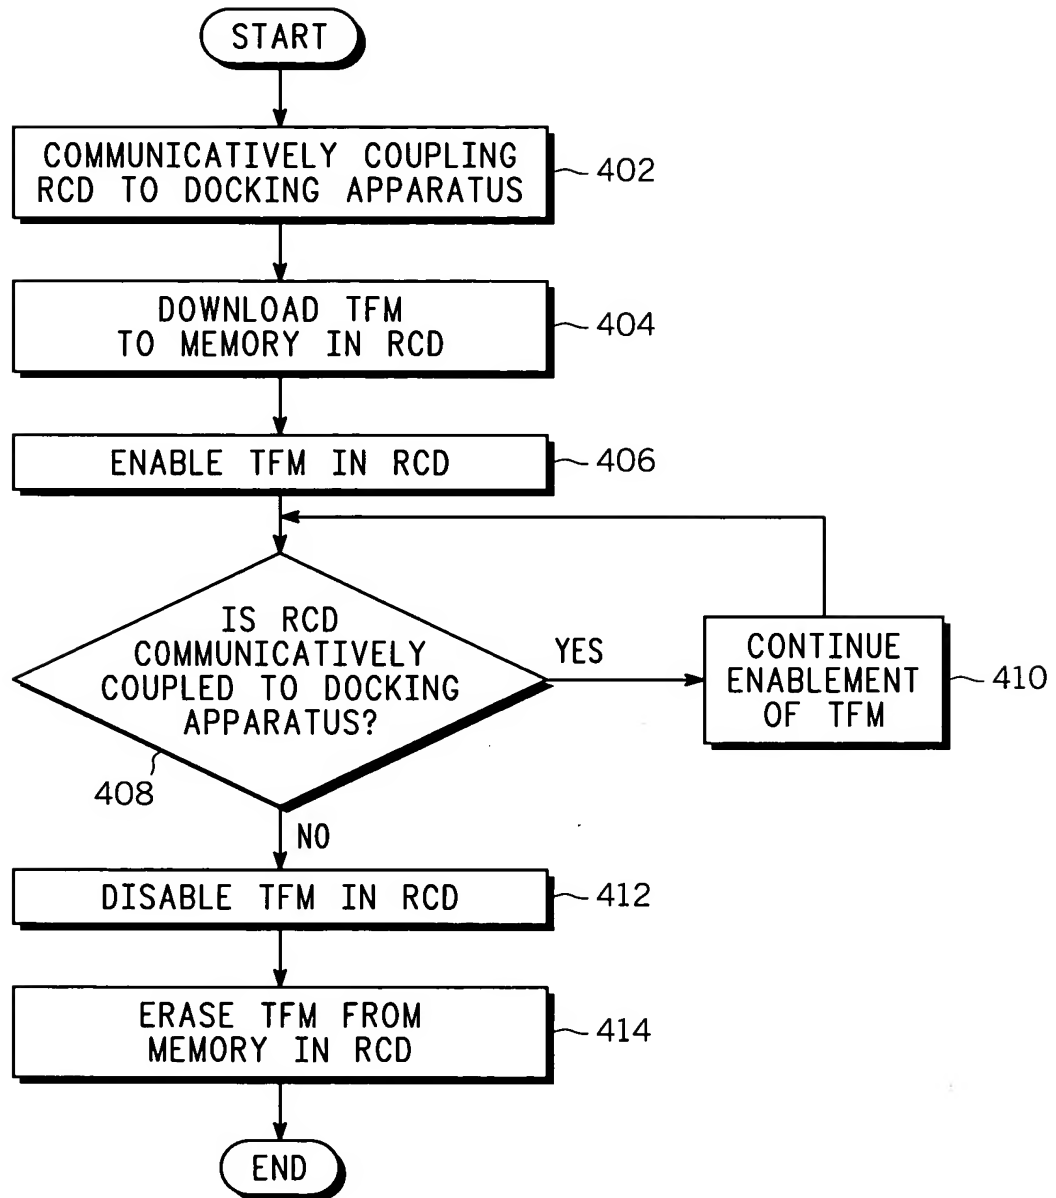 START
COMMUNICATIVELY COUPLING
RCD TO DOCKING APPARATUS
402
DOWNLOAD TFM
TO MEMORY IN RCD
404
ENABLE TFM IN RCD
406
IS RCD
COMMUNICATIVELY
COUPLED TO DOCKING
APPARATUS?
408
YES
CONTINUE
ENABLEMENT
OF TFM
410
NO
DISABLE TFM IN RCD
412
ERASE TFM FROM
MEMORY IN RCD
414
END